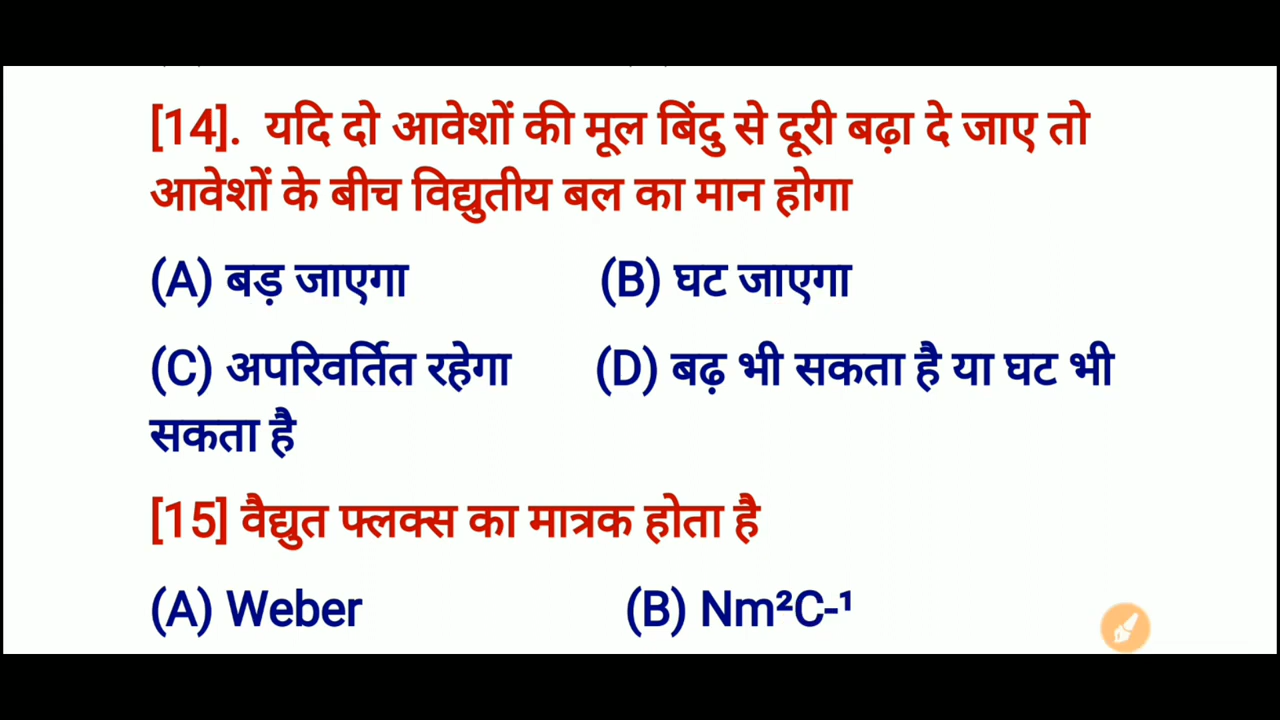 [14]. यदि दो आवेशों की मूल बिंदु से दूरी बढ़ा दे जाए तो
आवेशों के बीच विद्युतीय बल का मान होगा
(A) बड़ जाएगा (B) घट जाएगा
(C) अपरिवर्तित रहेगा (D) बढ़ भी सकता है या घट भी
सकता है
[15] वैद्युत फ्लक्स का मात्रक होता है
(A) Weber (B) Nm²C-¹